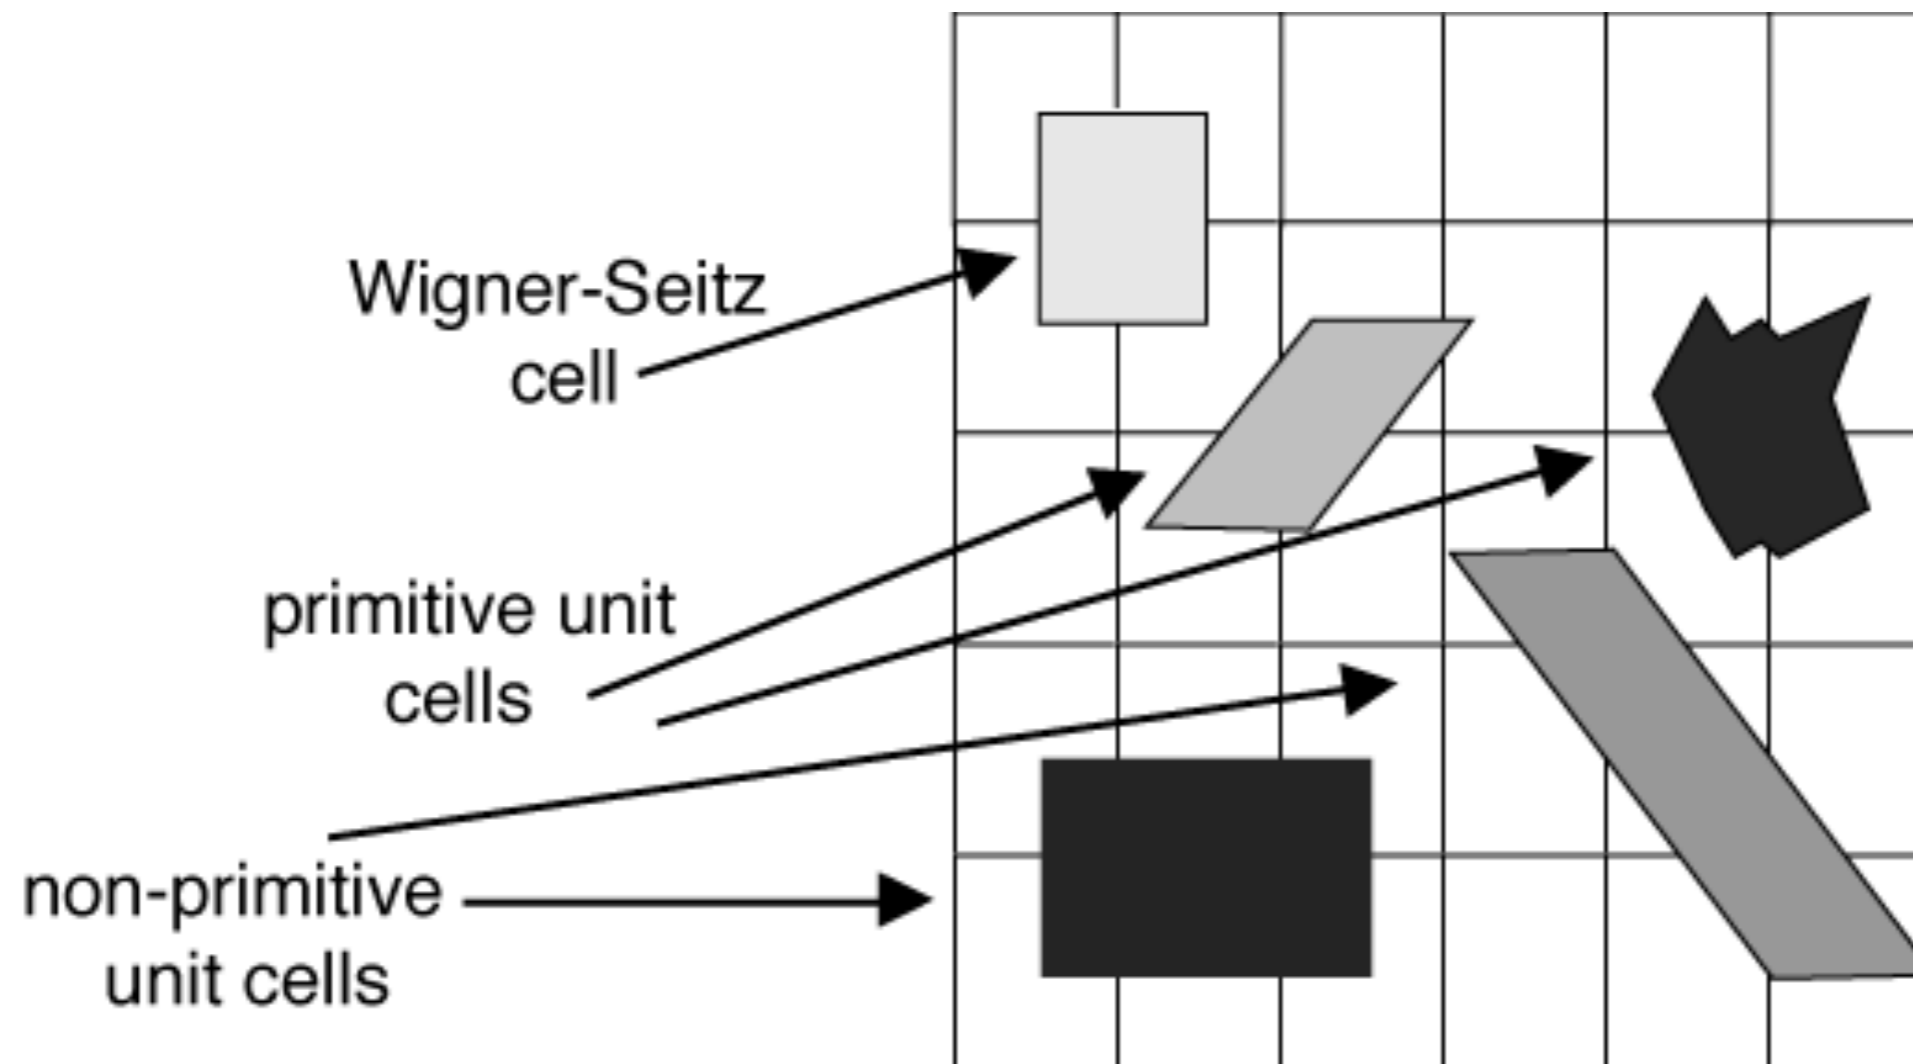 Wigner-Seitz
cell
primitive unit
cells
non-primitive
unit cells